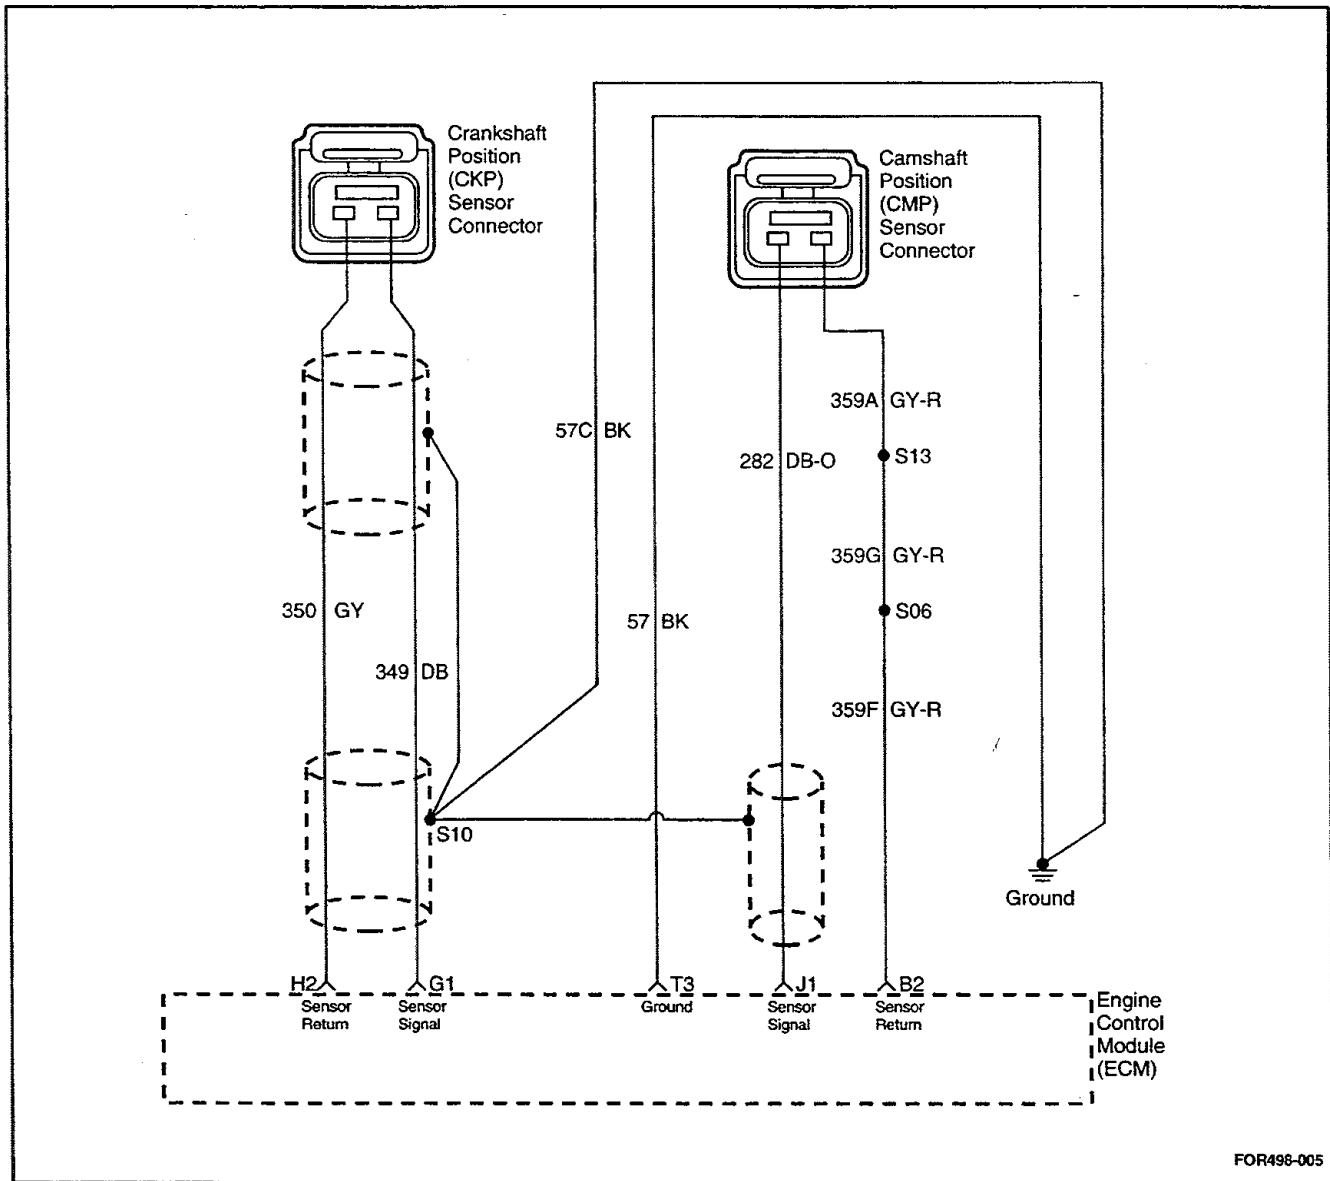 Crankshaft
Position
(CKP)
Sensor
Connector
Camshaft
Position
(CMP)
Sensor
Connector
359A GY-R
57C BK
282 DB-O
S13
359G GY-R
350 GY
57 BK
S06
349 DB
359F GY-R
S10
Ground
H2
G1
T3
J1
B2
Sensor
Return
Sensor
Signal
Ground
Sensor
Signal
Sensor
Return
Engine
Control
Module
(ECM)
FOR498-005